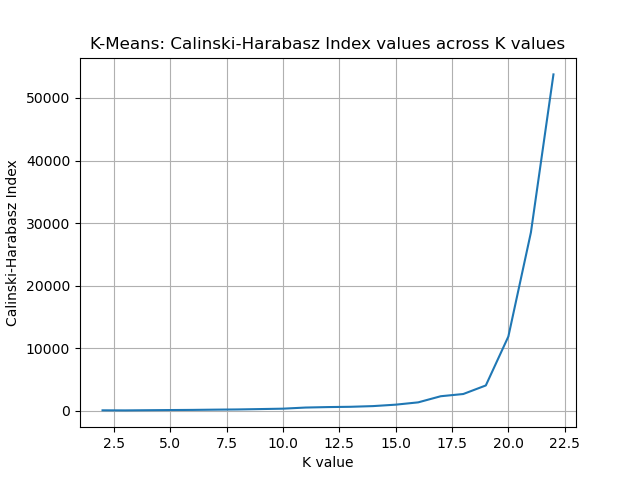 K-Means: Calinski-Harabasz Index values across K values
50000
40000
30000
20000
10000
0
Calinski-Harabasz Index
2.5 5.0 7.5 10.0 12.5 15.0 17.5 20.0 22.5
K value